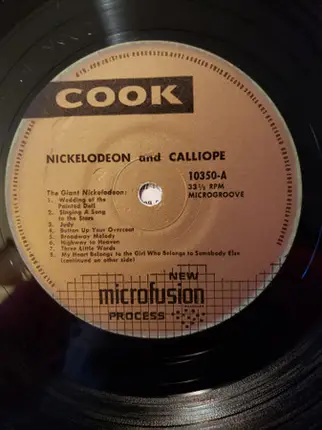 COOK
NICKELODEON and CALLIOPE
10350-A
33⅓ RPM
MICROGROOVE
The Giant Nickelodeon:
1. Wedding of the
Painted Doll
2. Singing A Song
to the Stars
3. Judy
4. Button Up Your Overcoat
5. Broadway Melody
6. Highway to Heaven
7. Three Little Words
8. My Heart Belongs to the Girl Who Belongs to Somebody Else
(continued on other side)
NEW
microfusion
PROCESS